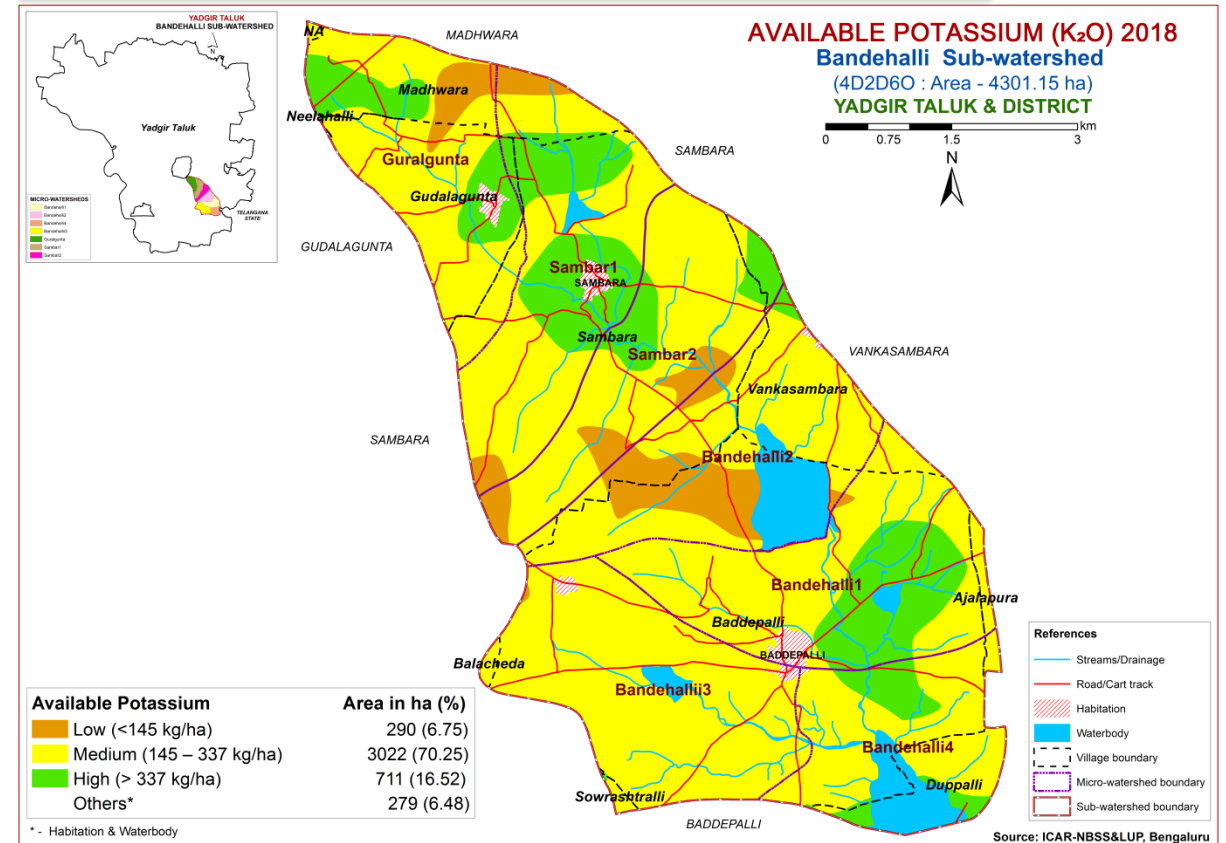 YADGIR TALUK
BANDEHALLI SUB-WATERSHED
N
Yadgir Taluk
TELANGANA
STATE
MICRO-WATERSHEDS
Bandehalli1
Bandehalli2
Bandehalli4
Bandehalli3
Guralgunta
Sambar1
Sambar2
AVAILABLE POTASSIUM (K₂O) 2018
Bandehalli Sub-watershed
(4D2D6O : Area - 4301.15 ha)
YADGIR TALUK & DISTRICT
km
0 0.75 1.5 3
N
NA
MADHWARA
Madhwara
Neelahalli
SAMBARA
Guralgunta
Gudalagunta
GUDALAGUNTA
Sambar1
SAMBARA
Sambara
Sambar2
VANKASAMBARA
Vankasambara
SAMBARA
Bandehalli2
Bandehalli1
Ajalapura
Baddepalli
BADDEPALLI
Balacheda
Bandehallii3
Bandehalli4
Duppalli
Sowrashtralli
BADDEPALLI
Available Potassium Area in ha (%)
Low (<145 kg/ha) 290 (6.75)
Medium (145 – 337 kg/ha) 3022 (70.25)
High (> 337 kg/ha) 711 (16.52)
Others* 279 (6.48)
* - Habitation & Waterbody
References
Streams/Drainage
Road/Cart track
Habitation
Waterbody
Village boundary
Micro-watershed boundary
Sub-watershed boundary
Source: ICAR-NBSS&LUP, Bengaluru